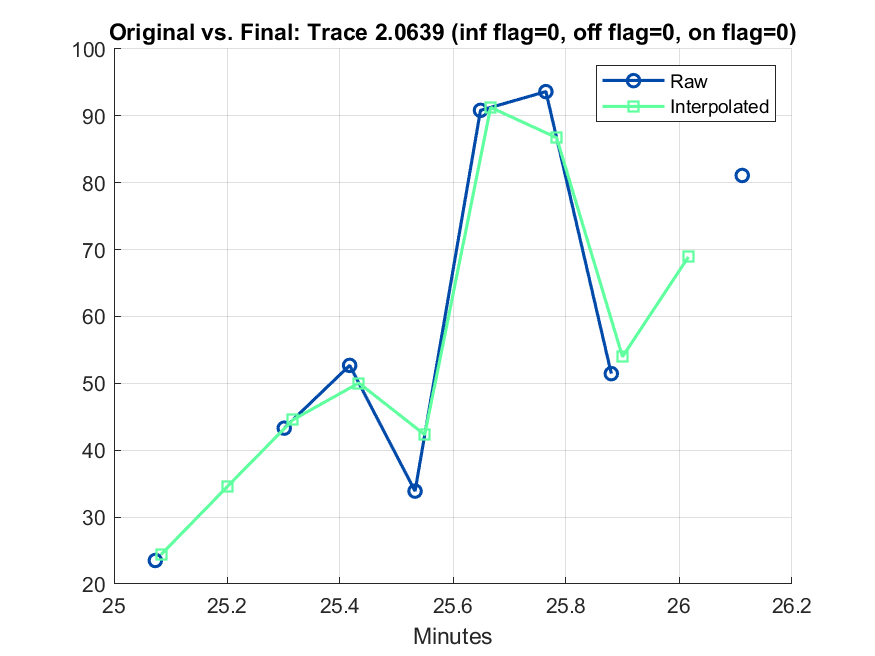 Original vs. Final: Trace 2.0639 (inf flag=0, off flag=0, on flag=0)
100
90
80
70
60
50
40
30
20
25 25.2 25.4 25.6 25.8 26 26.2
Minutes
Raw
Interpolated